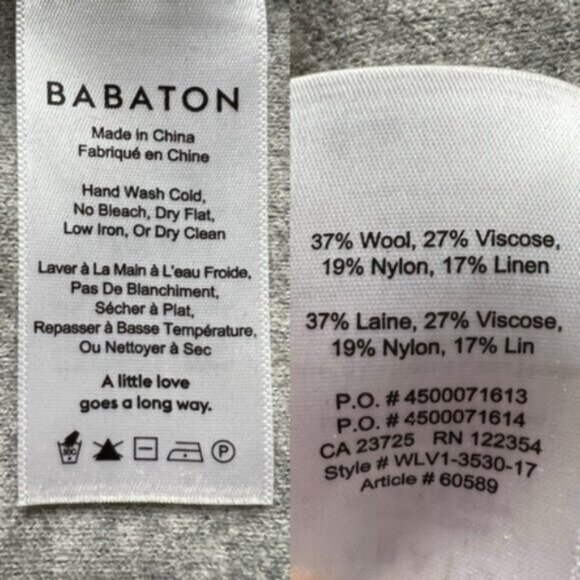 BABATON
Made in China
Fabriqué en Chine
Hand Wash Cold,
No Bleach, Dry Flat,
Low Iron, Or Dry Clean
Laver à La Main à L'eau Froide,
Pas De Blanchiment,
Sécher à Plat,
Repasser à Basse Température,
Ou Nettoyer à Sec
A little love
goes a long way.
P
37% Wool, 27% Viscose,
19% Nylon, 17% Linen
37% Laine, 27% Viscose,
19% Nylon, 17% Lin
P.O. # 4500071613
P.O. # 4500071614
CA 23725 RN 122354
Style # WLV1-3530-17
Article # 60589